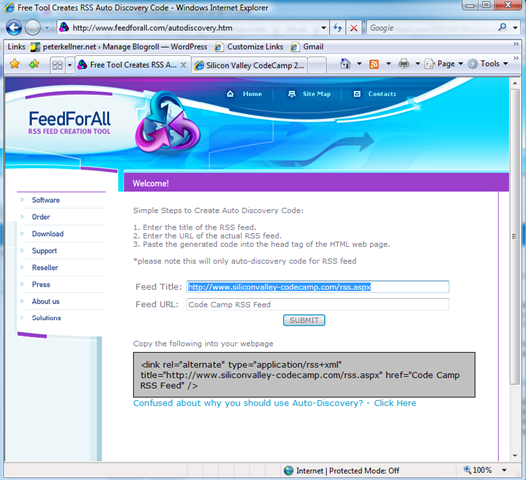 Free Tool Creates RSS Auto Discovery Code - Windows Internet Explorer
http://www.feedforall.com/autodiscovery.htm
Google
Links peterkellner.net › Manage Blogroll — WordPress Customize Links Gmail
Free Tool Creates RSS A... Silicon Valley CodeCamp 2... Page Tools
Home Site Map Contacts
FeedForAll
RSS FEED CREATION TOOL
Welcome!
Software
Order
Download
Support
Reseller
Press
About us
Solutions
Simple Steps to Create Auto Discovery Code:
1. Enter the title of the RSS feed.
2. Enter the URL of the actual RSS feed.
3. Paste the generated code into the head tag of the HTML web page.
*please note this will only auto-discovery code for RSS feed
Feed Title: http://www.siliconvalley-codecamp.com/rss.aspx
Feed URL: Code Camp RSS Feed
SUBMIT
Copy the following into your webpage
<link rel="alternate" type="application/rss+xml"
title="http://www.siliconvalley-codecamp.com/rss.aspx" href="Code Camp
RSS Feed" />
Confused about why you should use Auto-Discovery? - Click Here
Internet | Protected Mode: Off 100%